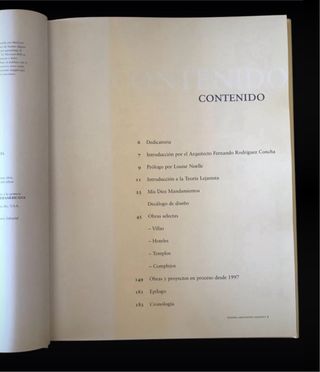 CONTENIDO
CONTENIDO
6 Dedicatoria
7 Introducción por el Arquitecto Fernando Rodríguez Concha
9 Prólogo por Louise Noelle
11 Introducción a la Teoría Lejanista
23 Mis Diez Mandamientos
Decálogo de diseño
45 Obras selectas
– Villas
– Hoteles
– Templos
– Complejos
149 Obras y proyectos en proceso desde 1997
181 Epílogo
183 Cronología